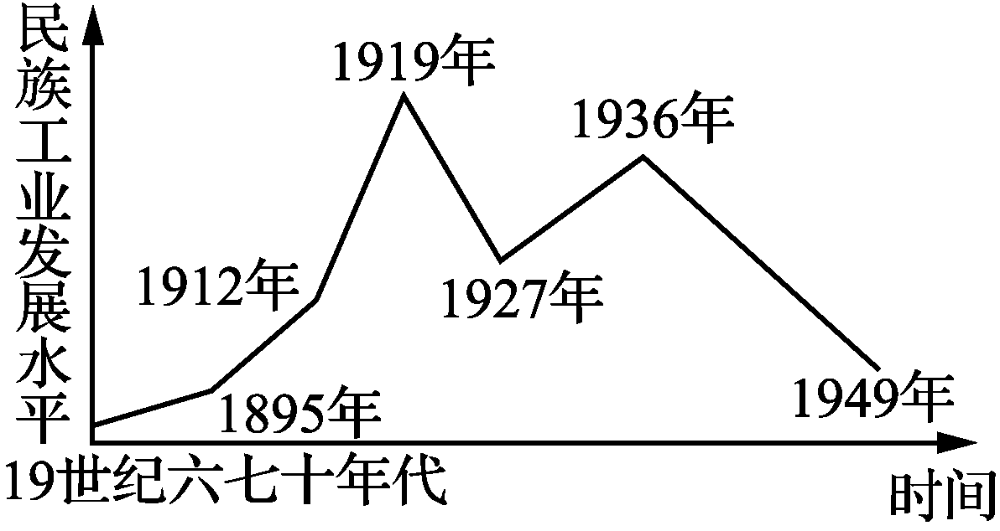 民族工业发展水平
1919年
1936年
1912年
1927年
1895年
1949年
19世纪六七十年代
时间